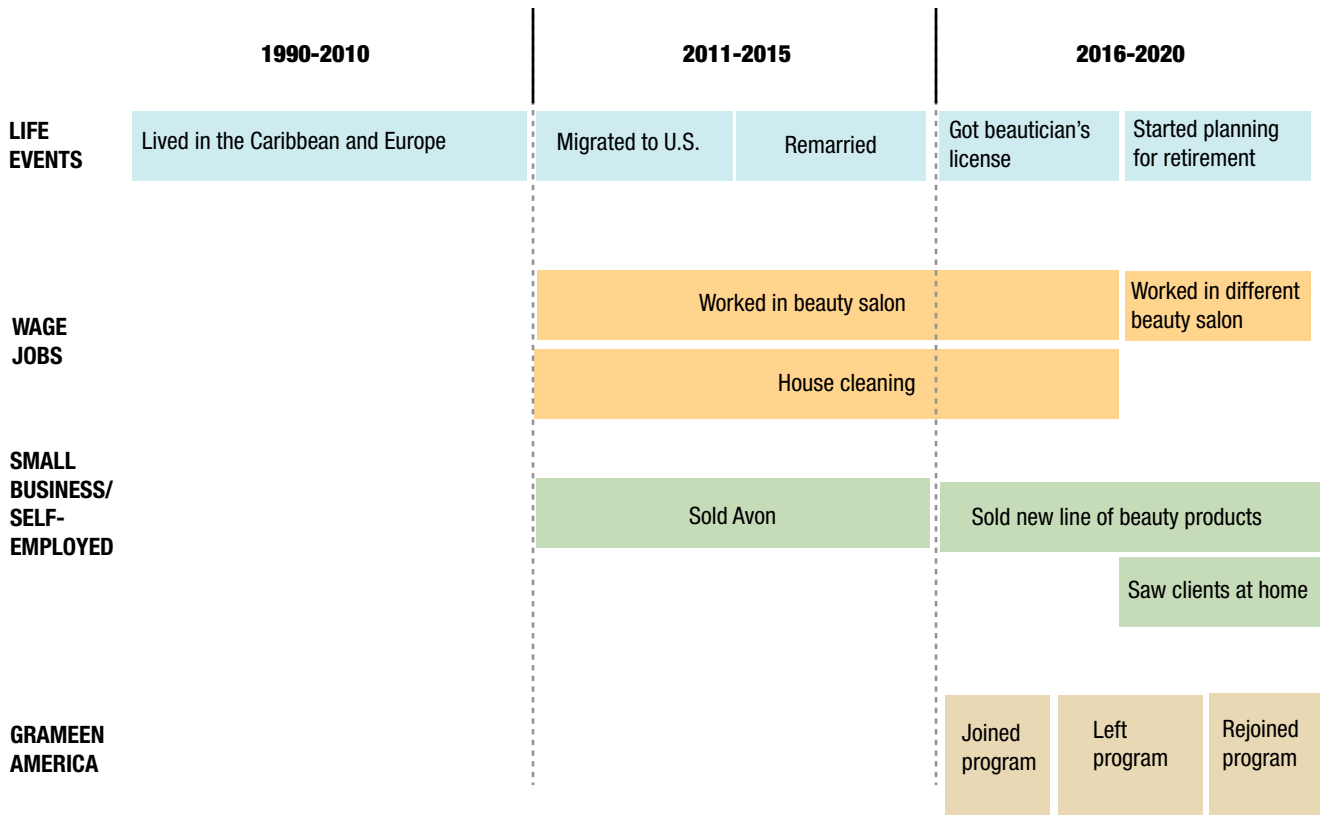 1990-2010
2011-2015
2016-2020
LIFE
EVENTS
Lived in the Caribbean and Europe
Migrated to U.S.
Remarried
Got beautician's
license
Started planning
for retirement
WAGE
JOBS
Worked in beauty salon
Worked in different
beauty salon
House cleaning
SMALL
BUSINESS/
SELF-
EMPLOYED
Sold Avon
Sold new line of beauty products
Saw clients at home
GRAMEEN
AMERICA
Joined
program
Left
program
Rejoined
program